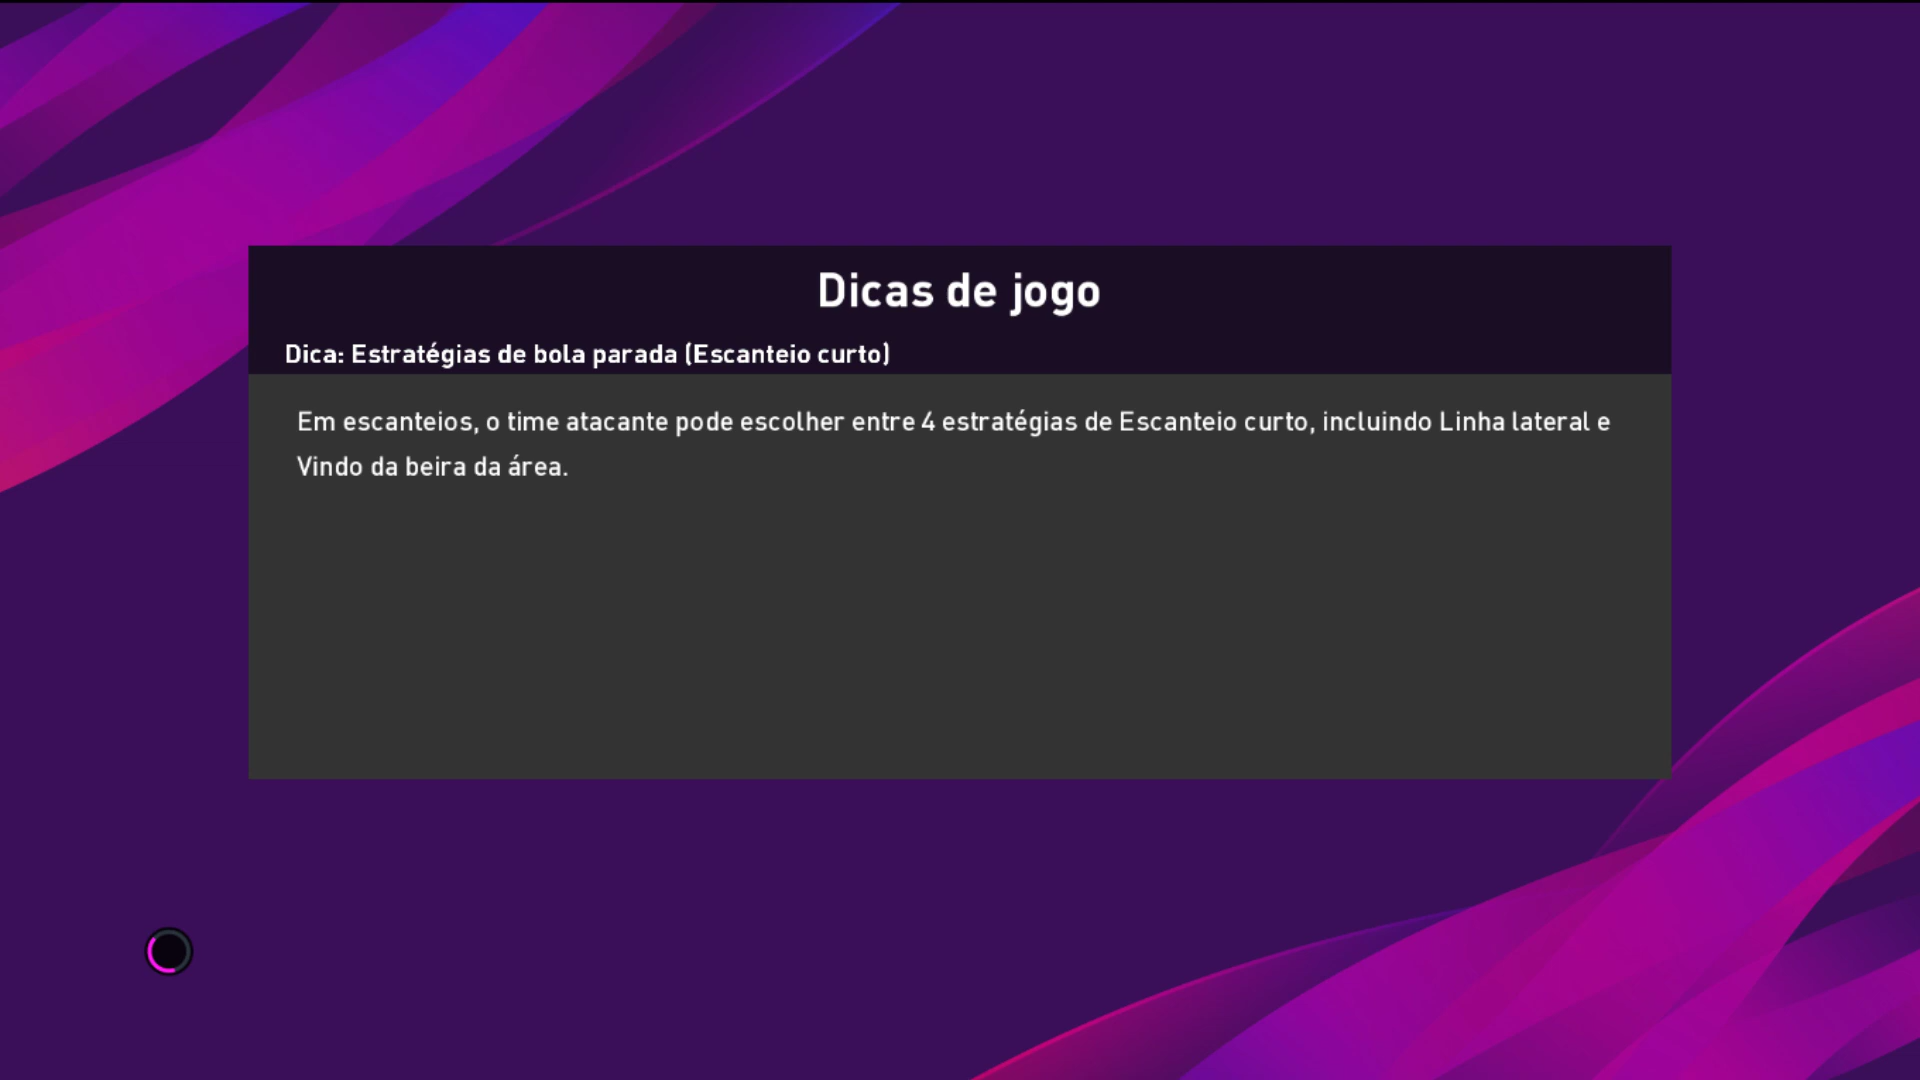 Dicas de jogo
Dica: Estratégias de bola parada (Escanteio curto)
Em escanteios, o time atacante pode escolher entre 4 estratégias de Escanteio curto, incluindo Linha lateral e
Vindo da beira da área.